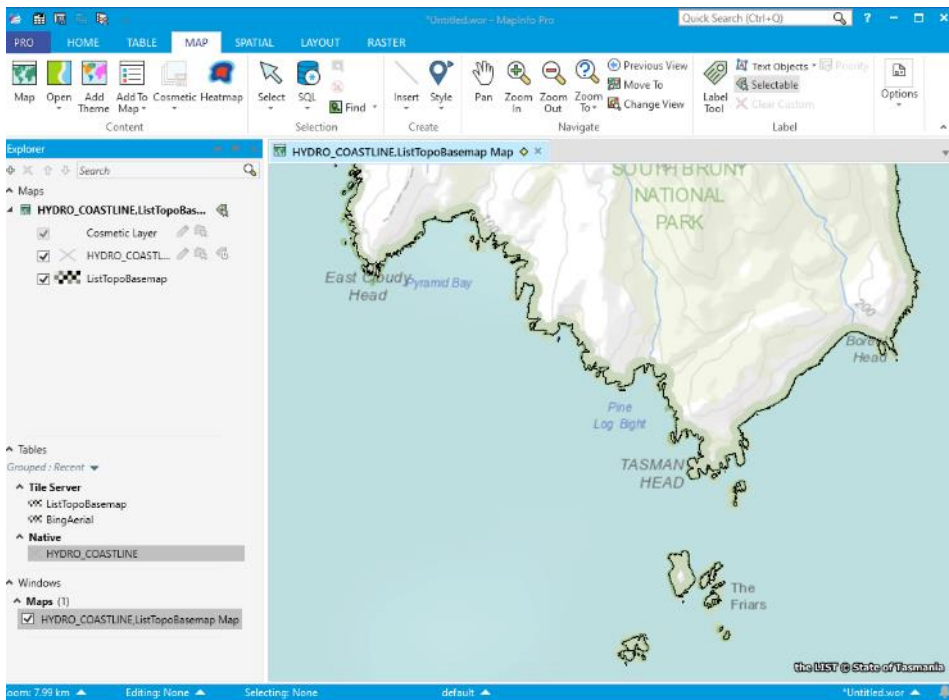 *Untitled.wor - MapInfo Pro
Quick Search (Ctrl+Q)
PRO HOME TABLE MAP SPATIAL LAYOUT RASTER
Map Open Add Theme Add To Map Cosmetic Heatmap
Content
Select SQL Find
Selection
Insert Style
Create
Pan Zoom In Zoom Out Zoom To
Previous View
Move To
Change View
Navigate
Label Tool
Text Objects Priority
Selectable
Clear Custom
Label
Options
Explorer
Search
Maps
HYDRO_COASTLINE,ListTopoBas...
Cosmetic Layer
HYDRO_COASTL...
ListTopoBasemap
Tables
Grouped : Recent
Tile Server
ListTopoBasemap
BingAerial
Native
HYDRO_COASTLINE
Windows
Maps (1)
HYDRO_COASTLINE,ListTopoBasemap Map
HYDRO_COASTLINE,ListTopoBasemap Map
SOUTH BRUNY
NATIONAL
PARK
East Cloudy
Head
Pyramid Bay
200
Head
Pine
Log Bight
TASMAN
HEAD
The
Friars
the LIST © State of Tasmania
oom: 7.99 km Editing: None Selecting: None default *Untitled.wor